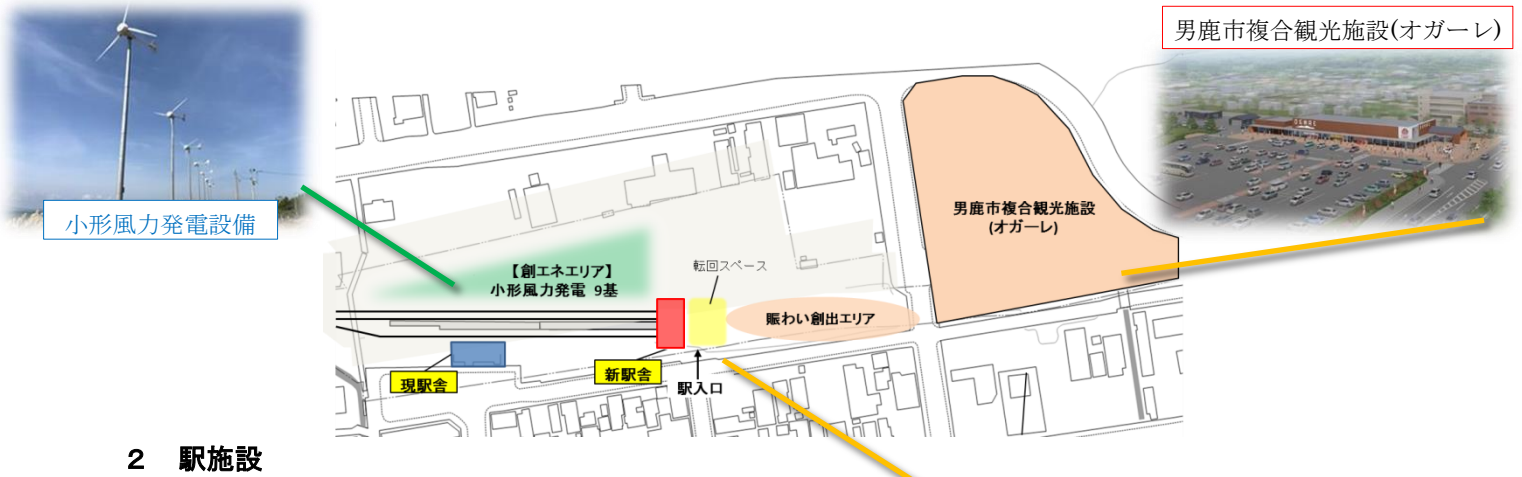 男鹿市複合観光施設(オガーレ)
小形風力発電設備
男鹿市複合観光施設
(オガーレ)
転回スペース
【創エネエリア】
小形風力発電 9基
賑わい創出エリア
現駅舎
新駅舎
駅入口
２ 駅施設